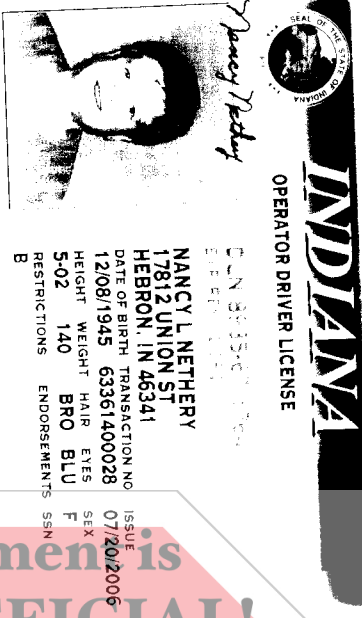 INDIANA
SEAL OF THE STATE OF INDIANA
OPERATOR DRIVER LICENSE
Nancy Nethery
NANCY L NETHERY
17812 UNION ST
HEBRON, IN 46341
DATE OF BIRTH TRANSACTION NO ISSUE
12/08/1945 63361400028 07/20/2006
HEIGHT WEIGHT HAIR EYES SEX
5-02 140 BRO BLU F
RESTRICTIONS ENDORSEMENTS SSN
B